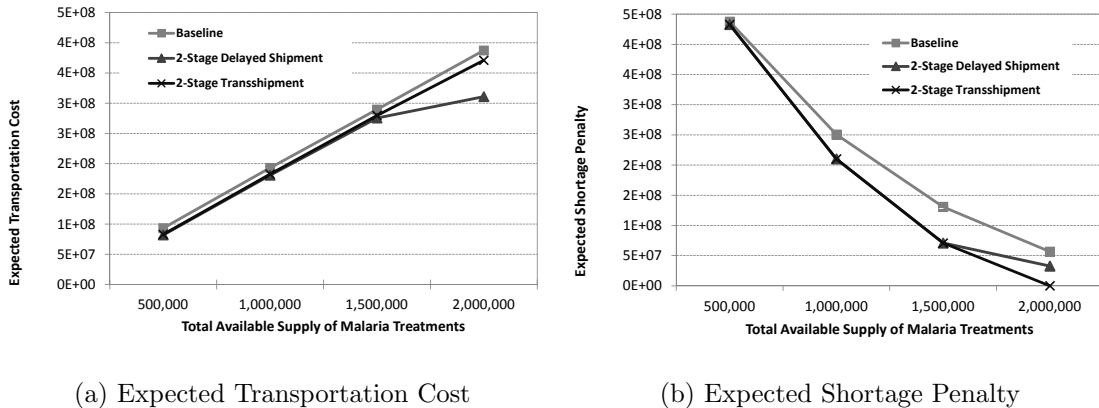 5E+08
4E+08
4E+08
3E+08
3E+08
2E+08
2E+08
1E+08
5E+07
0E+00
Expected Transportation Cost
Baseline
2-Stage Delayed Shipment
2-Stage Transshipment
500,000 1,000,000 1,500,000 2,000,000
Total Available Supply of Malaria Treatments
(a) Expected Transportation Cost
5E+08
4E+08
4E+08
3E+08
3E+08
2E+08
2E+08
1E+08
5E+07
0E+00
Expected Shortage Penalty
Baseline
2-Stage Delayed Shipment
2-Stage Transshipment
500,000 1,000,000 1,500,000 2,000,000
Total Available Supply of Malaria Treatments
(b) Expected Shortage Penalty